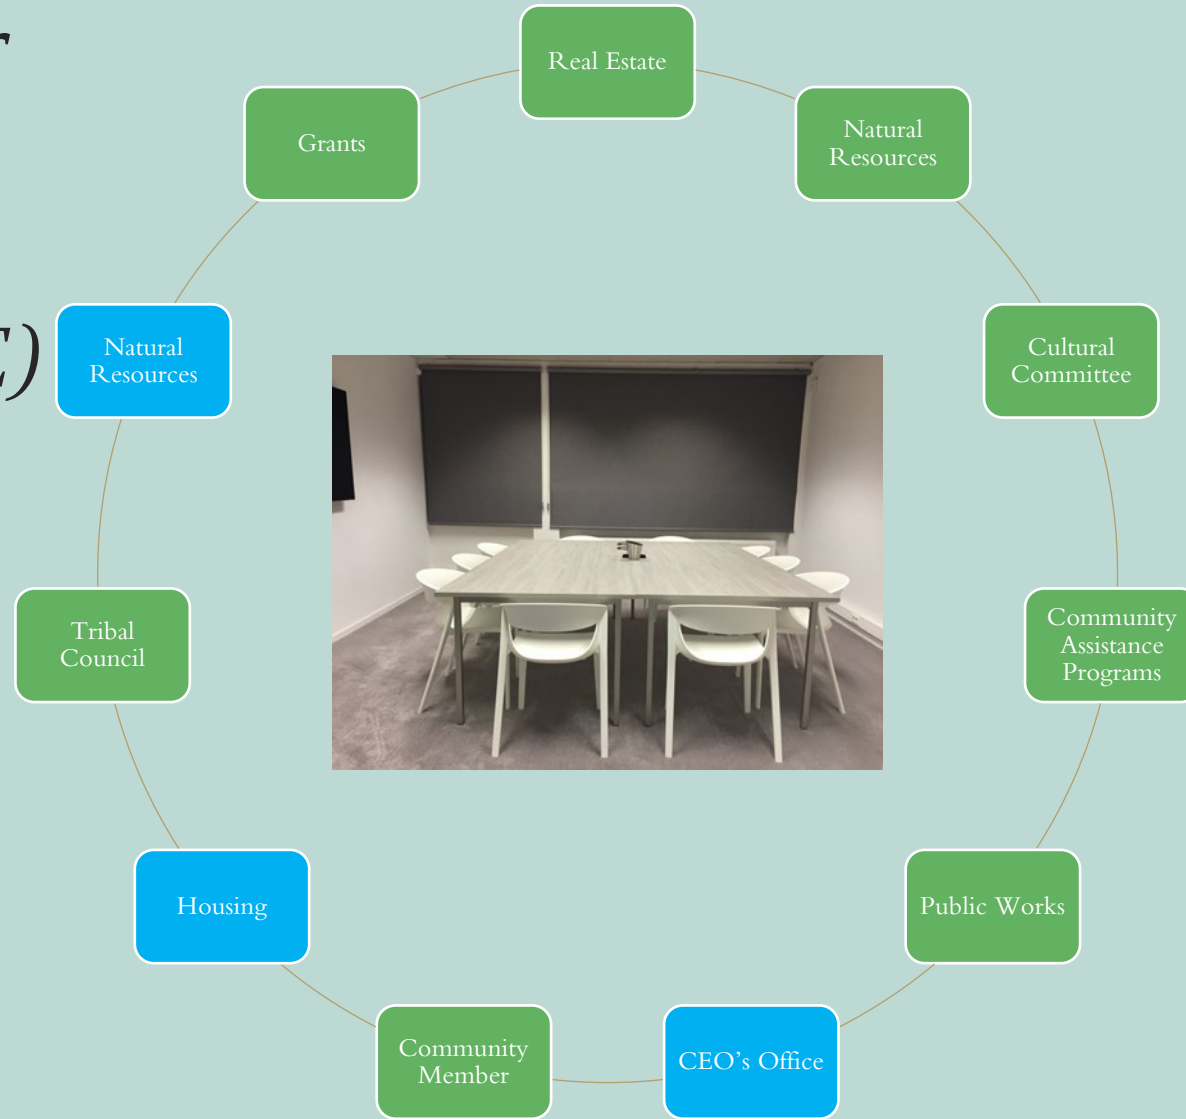 Real Estate
Natural
Resources
Cultural
Committee
Community
Assistance
Programs
Public Works
CEO’s Office
Community
Member
Housing
Tribal
Council
Natural
Resources
Grants